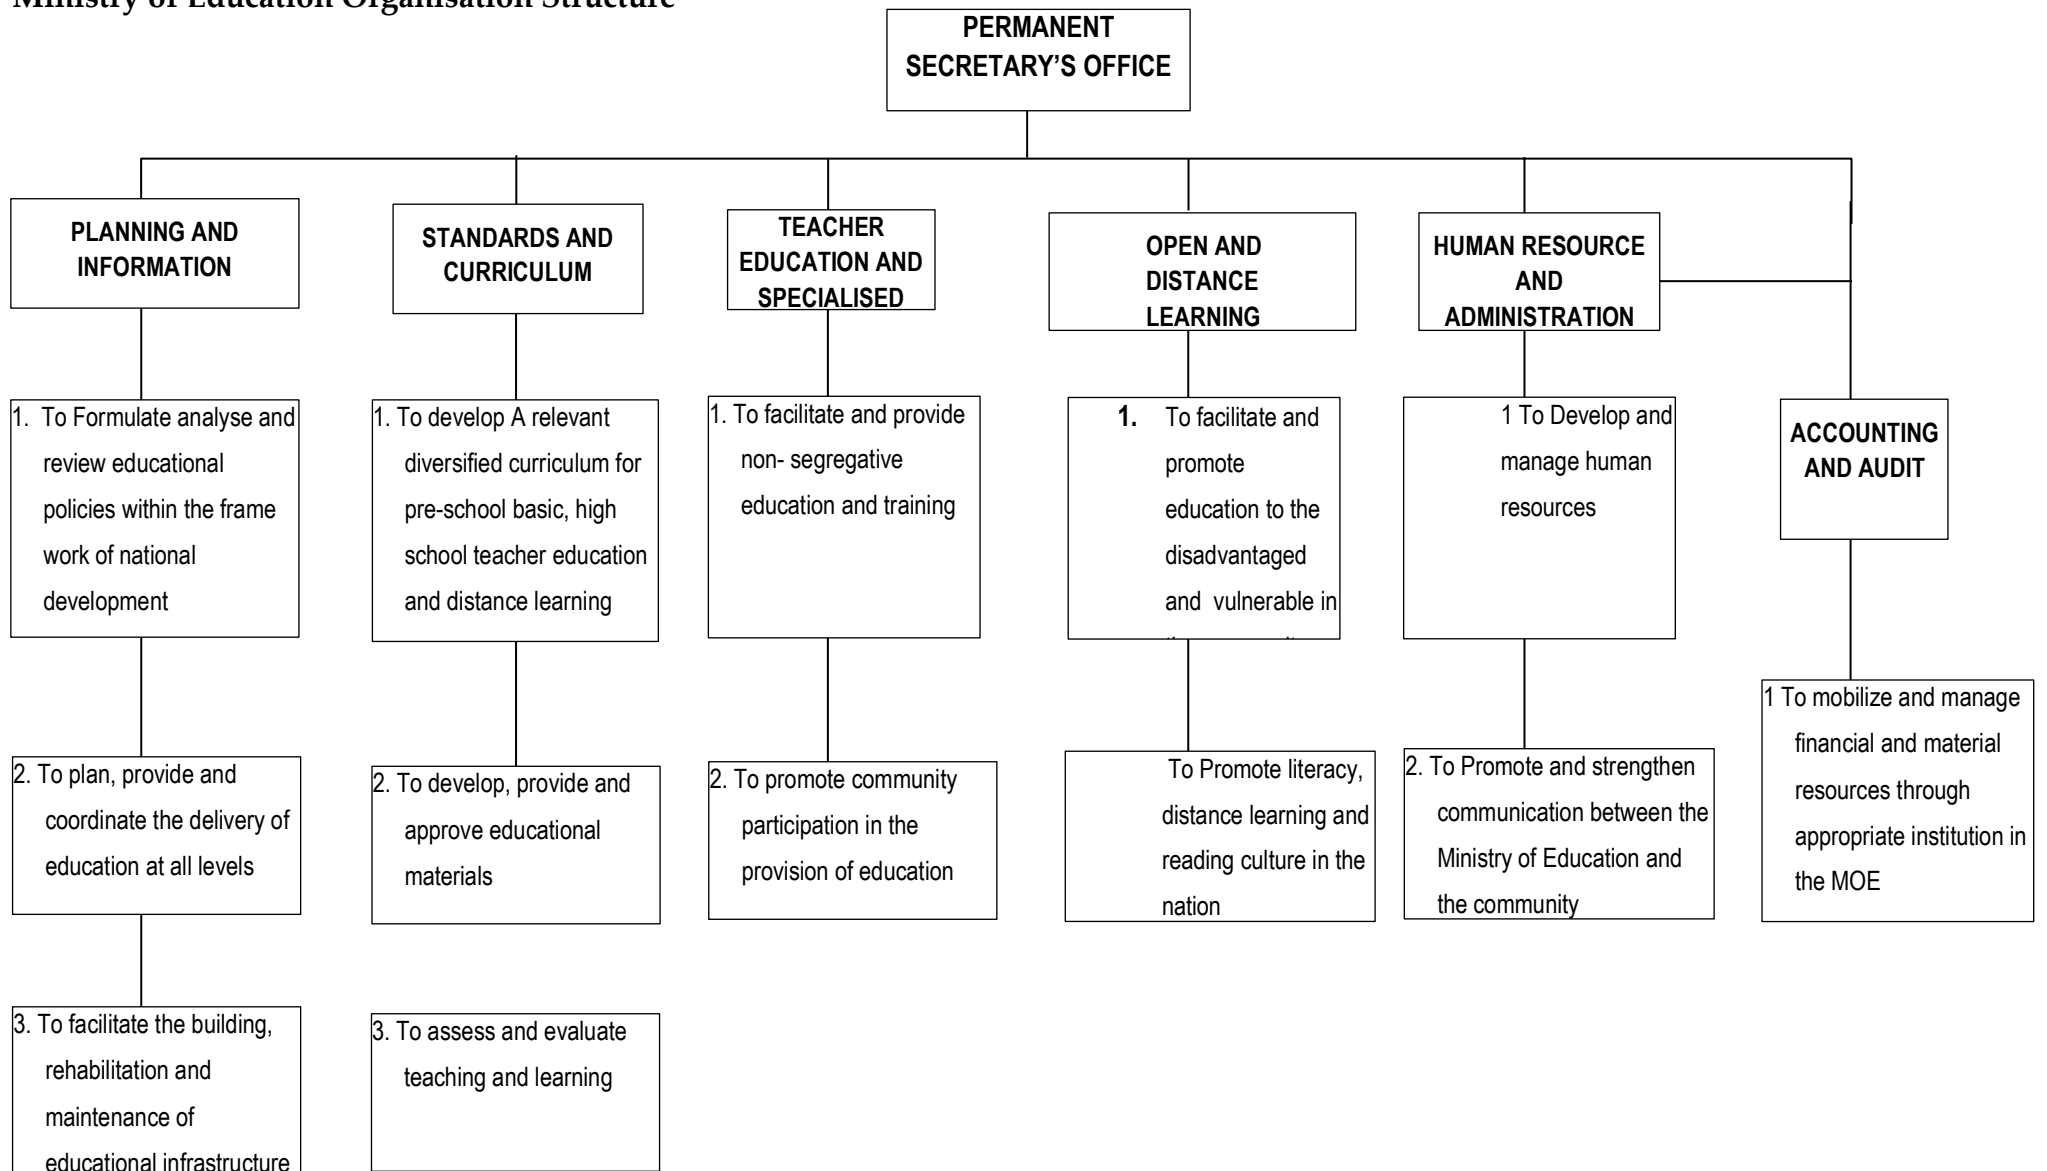 Ministry of Education Organisation Structure
PERMANENT
SECRETARY'S OFFICE
PLANNING AND
INFORMATION
STANDARDS AND
CURRICULUM
TEACHER
EDUCATION AND
SPECIALISED
OPEN AND
DISTANCE
LEARNING
HUMAN RESOURCE
AND
ADMINISTRATION
ACCOUNTING
AND AUDIT
1. To Formulate analyse and
review educational
policies within the frame
work of national
development
1. To develop A relevant
diversified curriculum for
pre-school basic, high
school teacher education
and distance learning
1. To facilitate and provide
non- segregative
education and training
1. To facilitate and
promote
education to the
disadvantaged
and vulnerable in
1 To Develop and
manage human
resources
1 To mobilize and manage
financial and material
resources through
appropriate institution in
the MOE
2. To plan, provide and
coordinate the delivery of
education at all levels
2. To develop, provide and
approve educational
materials
2. To promote community
participation in the
provision of education
To Promote literacy,
distance learning and
reading culture in the
nation
2. To Promote and strengthen
communication between the
Ministry of Education and
the community
3. To facilitate the building,
rehabilitation and
maintenance of
educational infrastructure
3. To assess and evaluate
teaching and learning